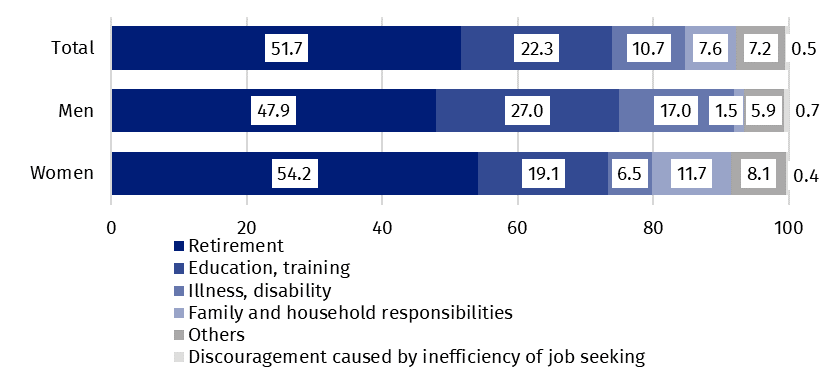 Total 51.7 22.3 10.7 7.6 7.2 0.5
Men 47.9 27.0 17.0 1.5 5.9 0.7
Women 54.2 19.1 6.5 11.7 8.1 0.4
0 20 40 60 80 100
Retirement
Education, training
Illness, disability
Family and household responsibilities
Others
Discouragement caused by inefficiency of job seeking